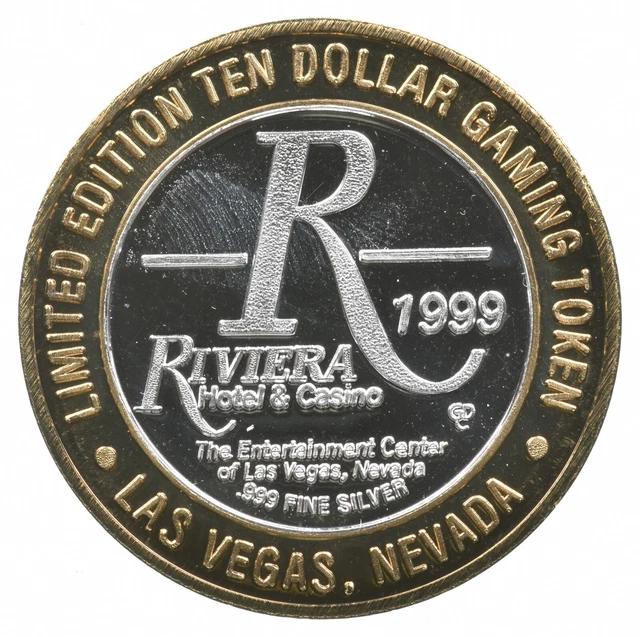 LIMITED EDITION TEN DOLLAR GAMING TOKEN
R
1999
RIVIERA
Hotel & Casino
The Entertainment Center
of Las Vegas, Nevada
.999 FINE SILVER
• LAS VEGAS, NEVADA •